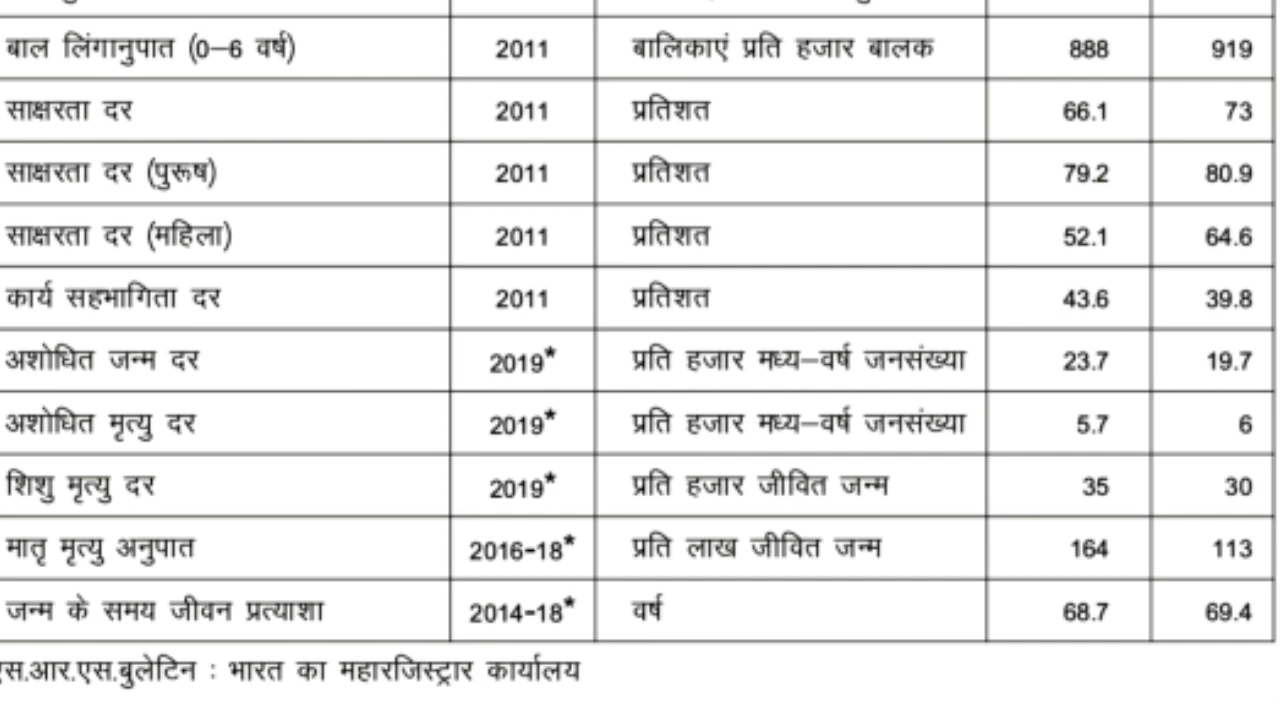 बाल लिंगानुपात (0–6 वर्ष) 2011 बालिकाएं प्रति हजार बालक 888 919
साक्षरता दर 2011 प्रतिशत 66.1 73
साक्षरता दर (पुरूष) 2011 प्रतिशत 79.2 80.9
साक्षरता दर (महिला) 2011 प्रतिशत 52.1 64.6
कार्य सहभागिता दर 2011 प्रतिशत 43.6 39.8
अशोधित जन्म दर 2019* प्रति हजार मध्य–वर्ष जनसंख्या 23.7 19.7
अशोधित मृत्यु दर 2019* प्रति हजार मध्य–वर्ष जनसंख्या 5.7 6
शिशु मृत्यु दर 2019* प्रति हजार जीवित जन्म 35 30
मातृ मृत्यु अनुपात 2016-18* प्रति लाख जीवित जन्म 164 113
जन्म के समय जीवन प्रत्याशा 2014-18* वर्ष 68.7 69.4
एस.आर.एस.बुलेटिन : भारत का महारजिस्ट्रार कार्यालय